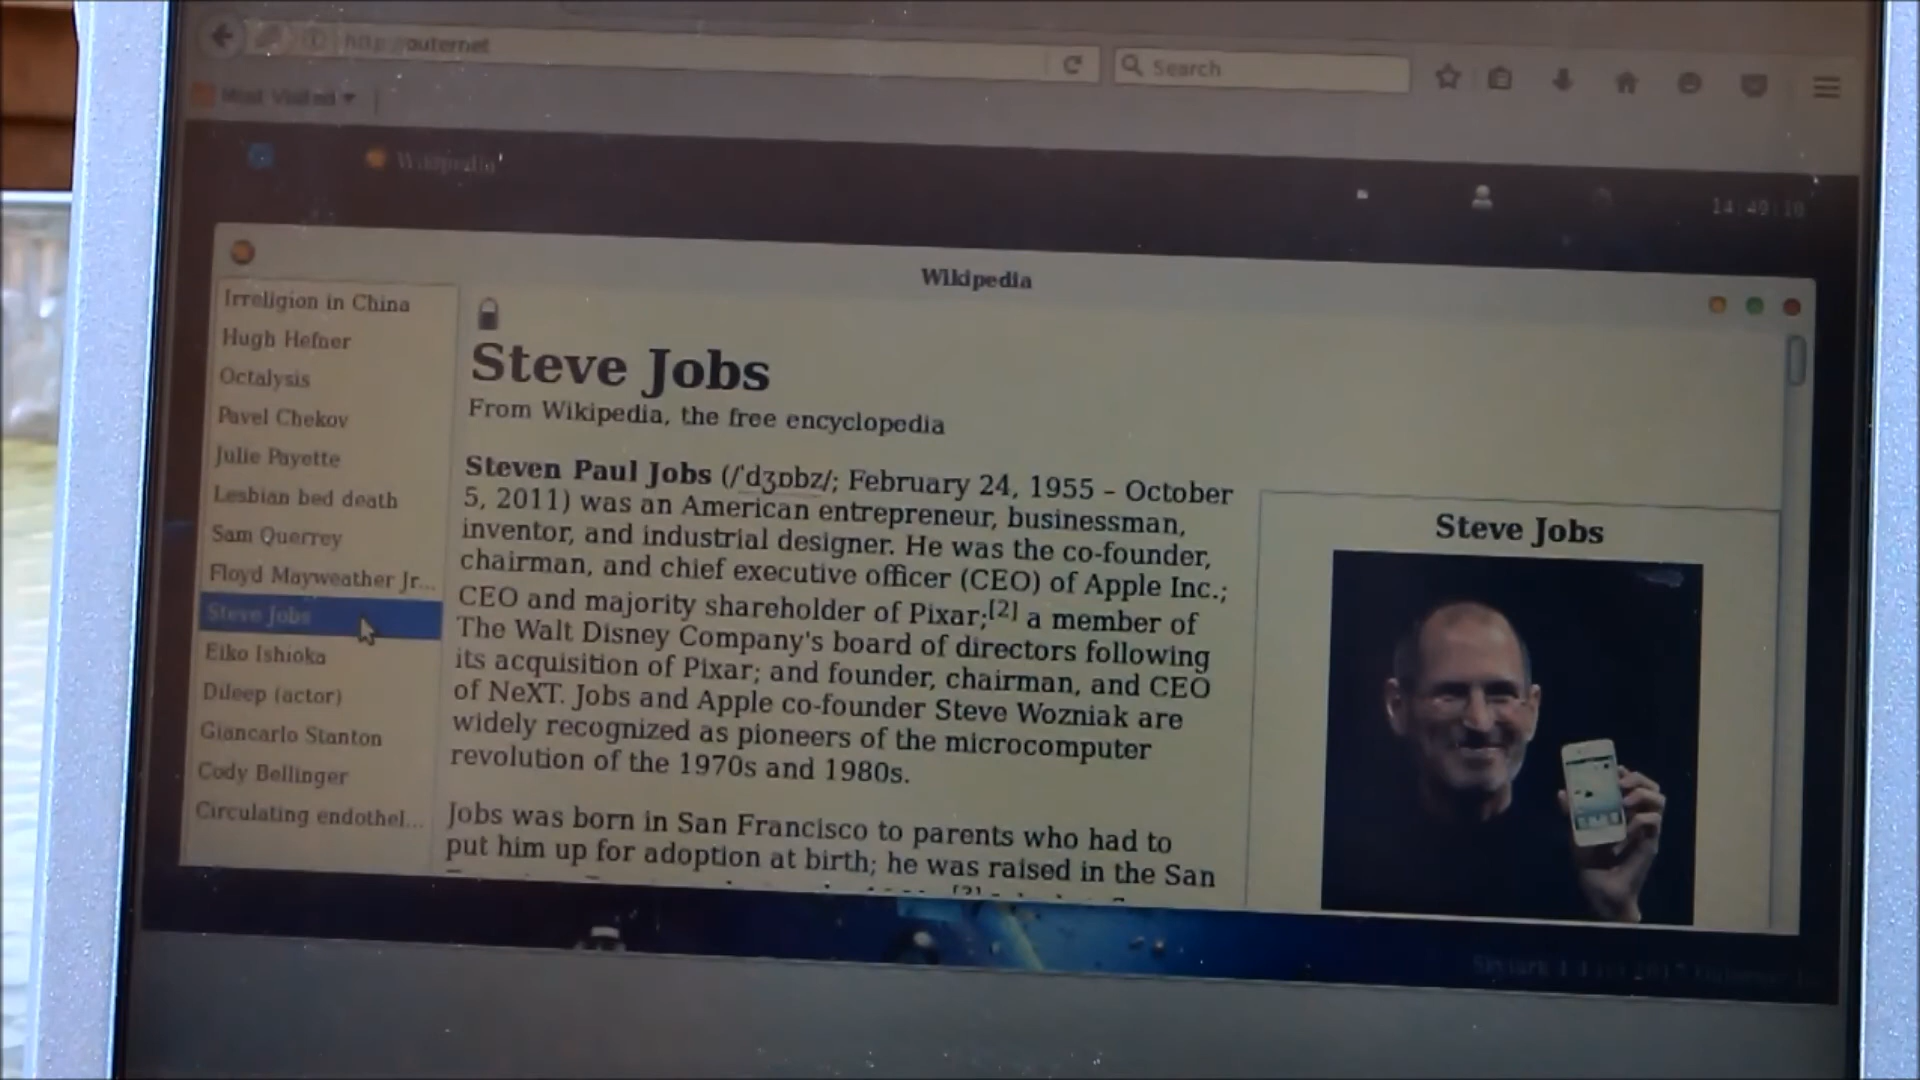 http://outernet
Search
Most Visited
Wikipedia
14:49:10
Wikipedia
Irreligion in China
Hugh Hefner
Octalysis
Pavel Chekov
Julie Payette
Lesbian bed death
Sam Querrey
Floyd Mayweather Jr...
Steve Jobs
Eiko Ishioka
Dileep (actor)
Giancarlo Stanton
Cody Bellinger
Circulating endothel...
Steve Jobs
From Wikipedia, the free encyclopedia
Steven Paul Jobs (/ˈdʒɒbz/; February 24, 1955 – October
5, 2011) was an American entrepreneur, businessman,
inventor, and industrial designer. He was the co-founder,
chairman, and chief executive officer (CEO) of Apple Inc.;
CEO and majority shareholder of Pixar;[2] a member of
The Walt Disney Company's board of directors following
its acquisition of Pixar; and founder, chairman, and CEO
of NeXT. Jobs and Apple co-founder Steve Wozniak are
widely recognized as pioneers of the microcomputer
revolution of the 1970s and 1980s.
Jobs was born in San Francisco to parents who had to
put him up for adoption at birth; he was raised in the San
Steve Jobs